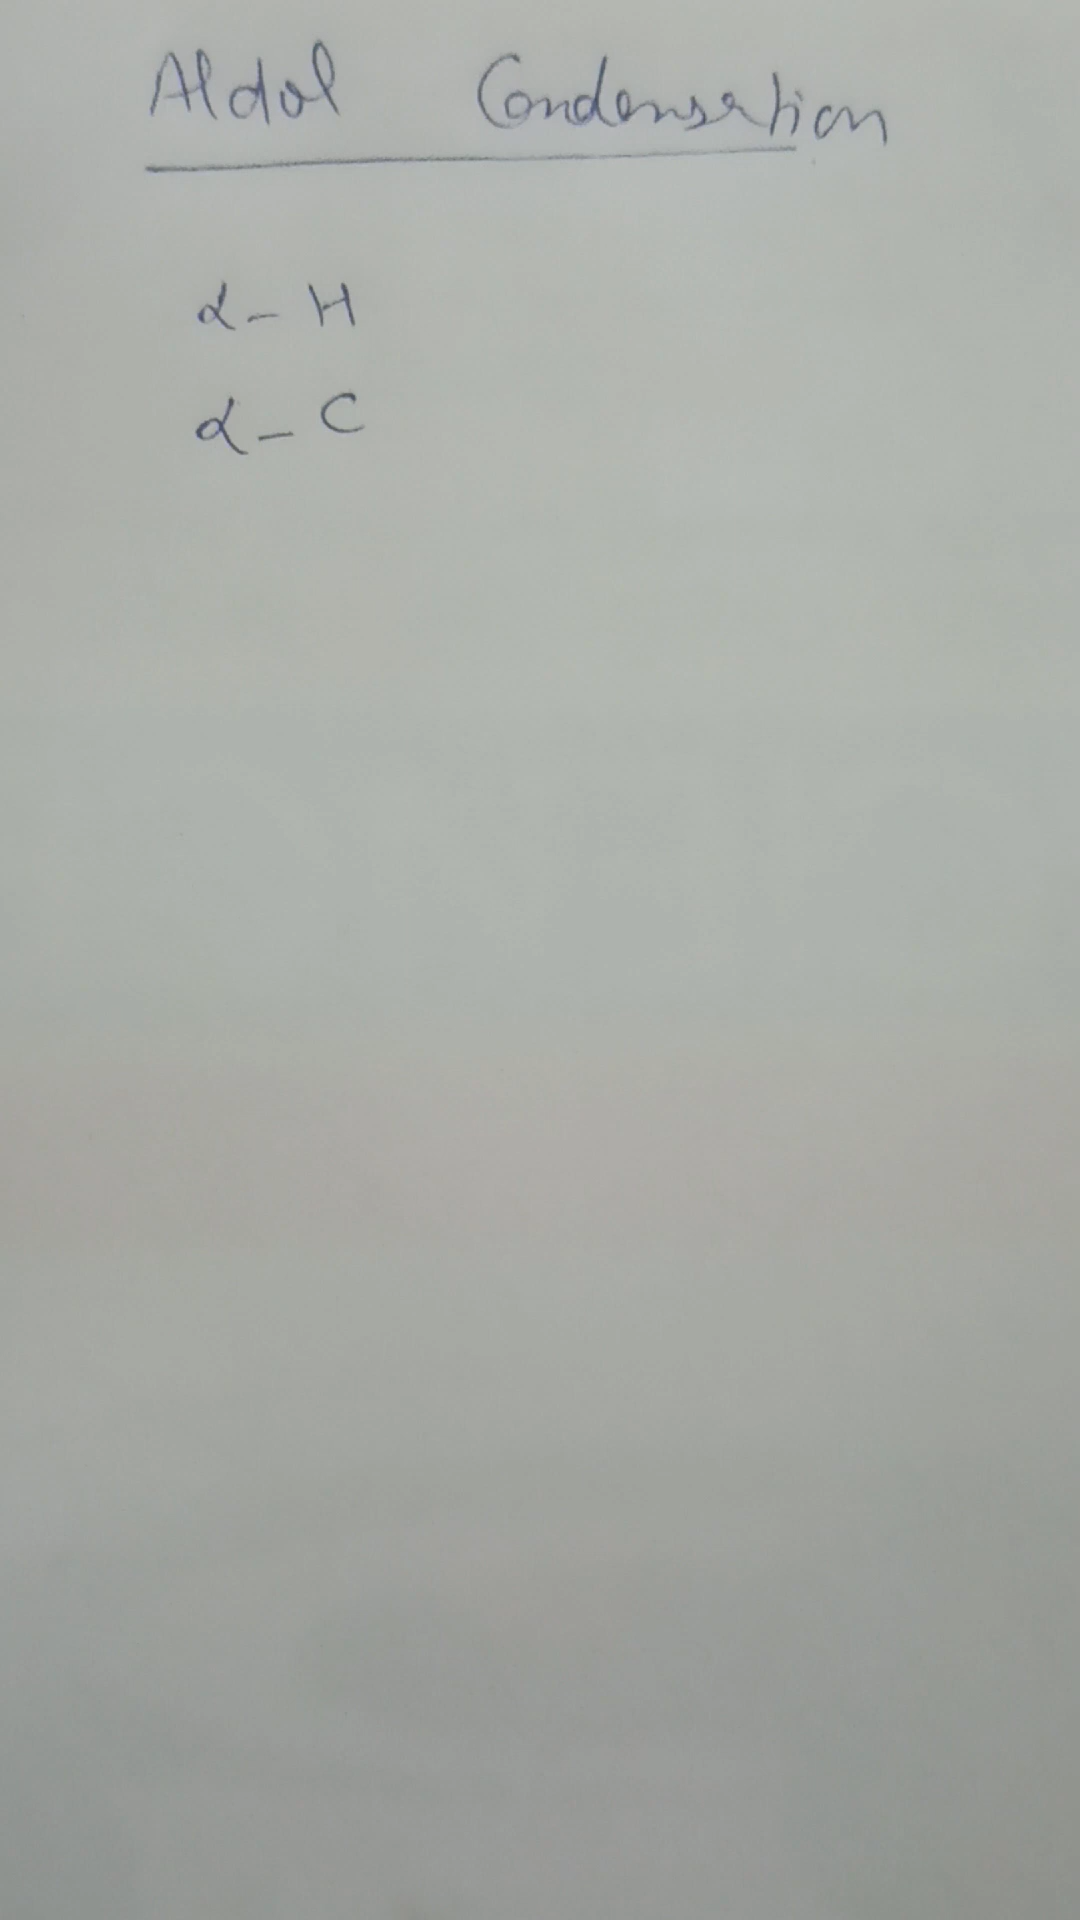 Aldol Condensation
α - H
α - C